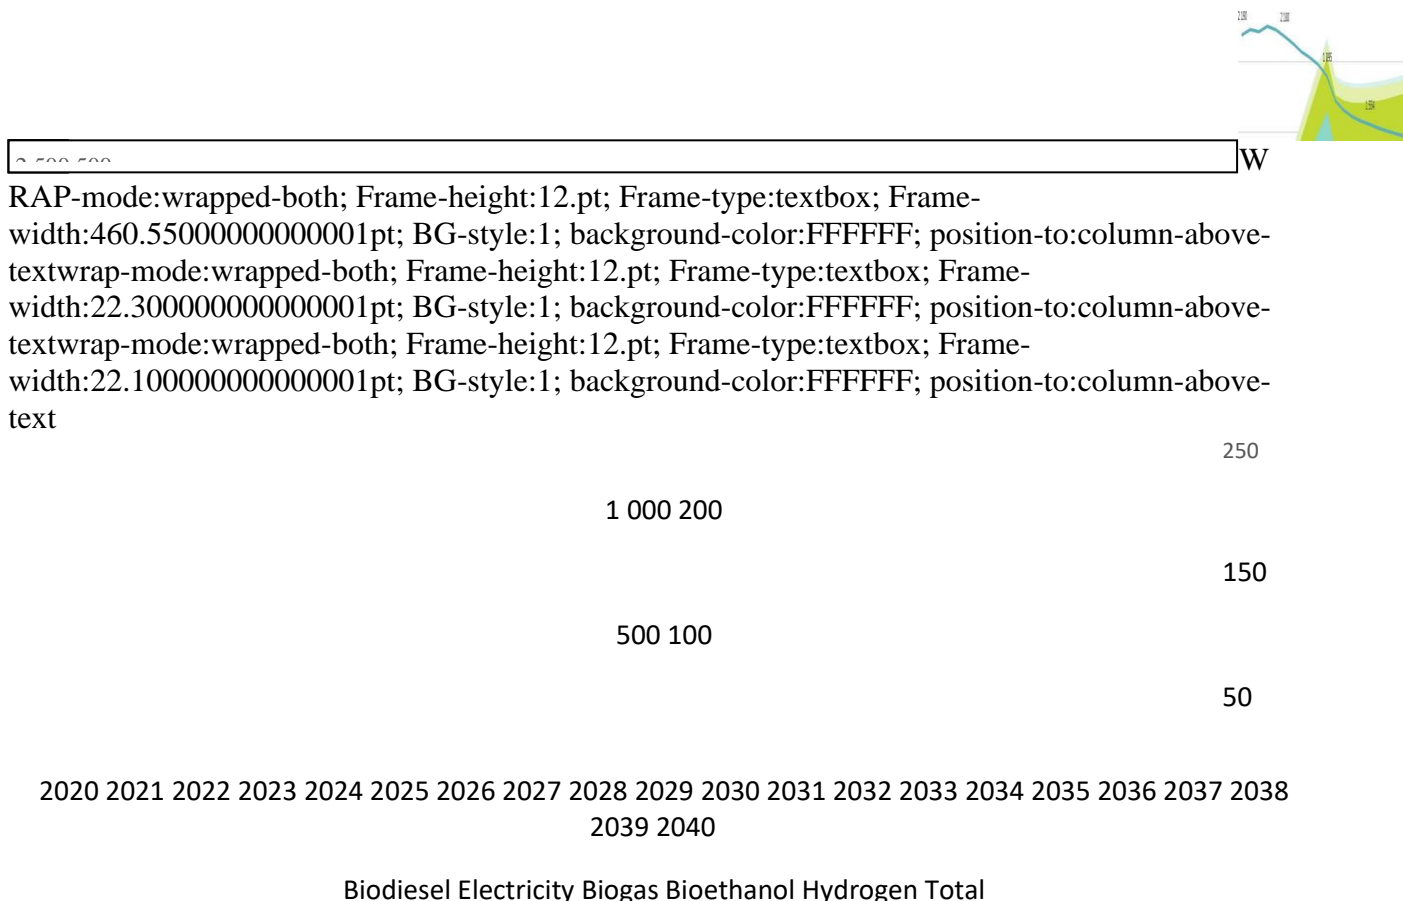 W
RAP-mode:wrapped-both; Frame-height:12.pt; Frame-type:textbox; Frame-
width:460.55000000000001pt; BG-style:1; background-color:FFFFFF; position-to:column-above-
textwrap-mode:wrapped-both; Frame-height:12.pt; Frame-type:textbox; Frame-
width:22.300000000000001pt; BG-style:1; background-color:FFFFFF; position-to:column-above-
textwrap-mode:wrapped-both; Frame-height:12.pt; Frame-type:textbox; Frame-
width:22.100000000000001pt; BG-style:1; background-color:FFFFFF; position-to:column-above-
text
250
1 000 200
150
500 100
50
2020 2021 2022 2023 2024 2025 2026 2027 2028 2029 2030 2031 2032 2033 2034 2035 2036 2037 2038
2039 2040
Biodiesel Electricity Biogas Bioethanol Hydrogen Total